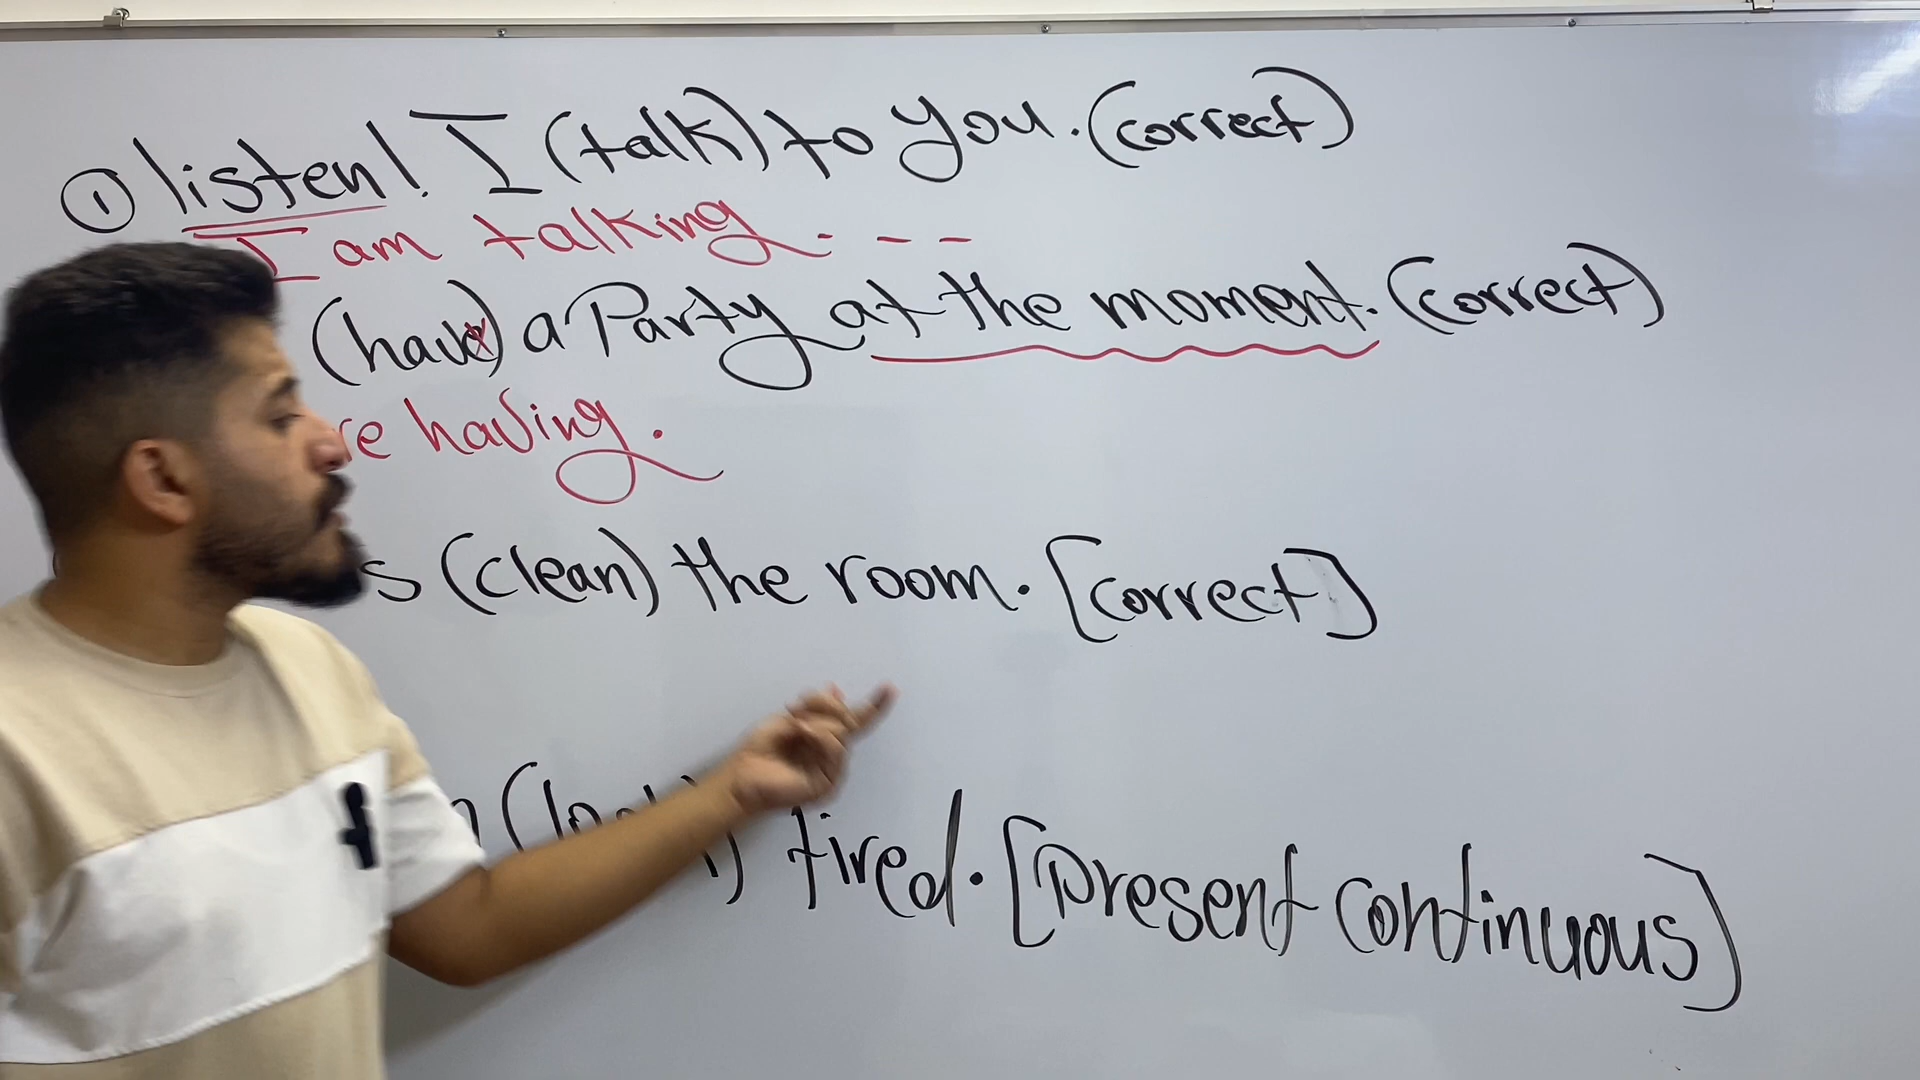 ① listen! I (talk) to you. (correct)
I am talking. - -
(have) a Party at the moment. (correct)
re having.
s (clean) the room. [correct]
tired. [Present Continuous]